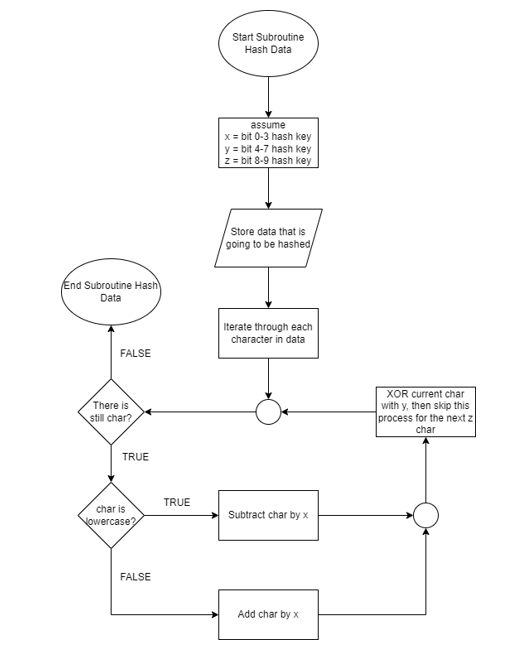 Start Subroutine
Hash Data
assume
x = bit 0-3 hash key
y = bit 4-7 hash key
z = bit 8-9 hash key
Store data that is
going to be hashed
Iterate through each
character in data
End Subroutine Hash
Data
FALSE
There is
still char?
TRUE
XOR current char
with y, then skip this
process for the next z
char
char is
lowercase?
TRUE
Subtract char by x
FALSE
Add char by x